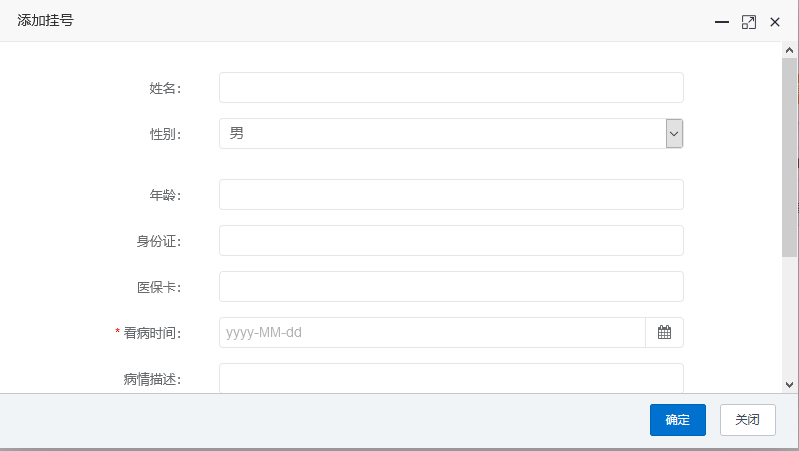 添加挂号
姓名：
性别：
男
年龄：
身份证：
医保卡：
* 看病时间：
yyyy-MM-dd
病情描述：
确定
关闭